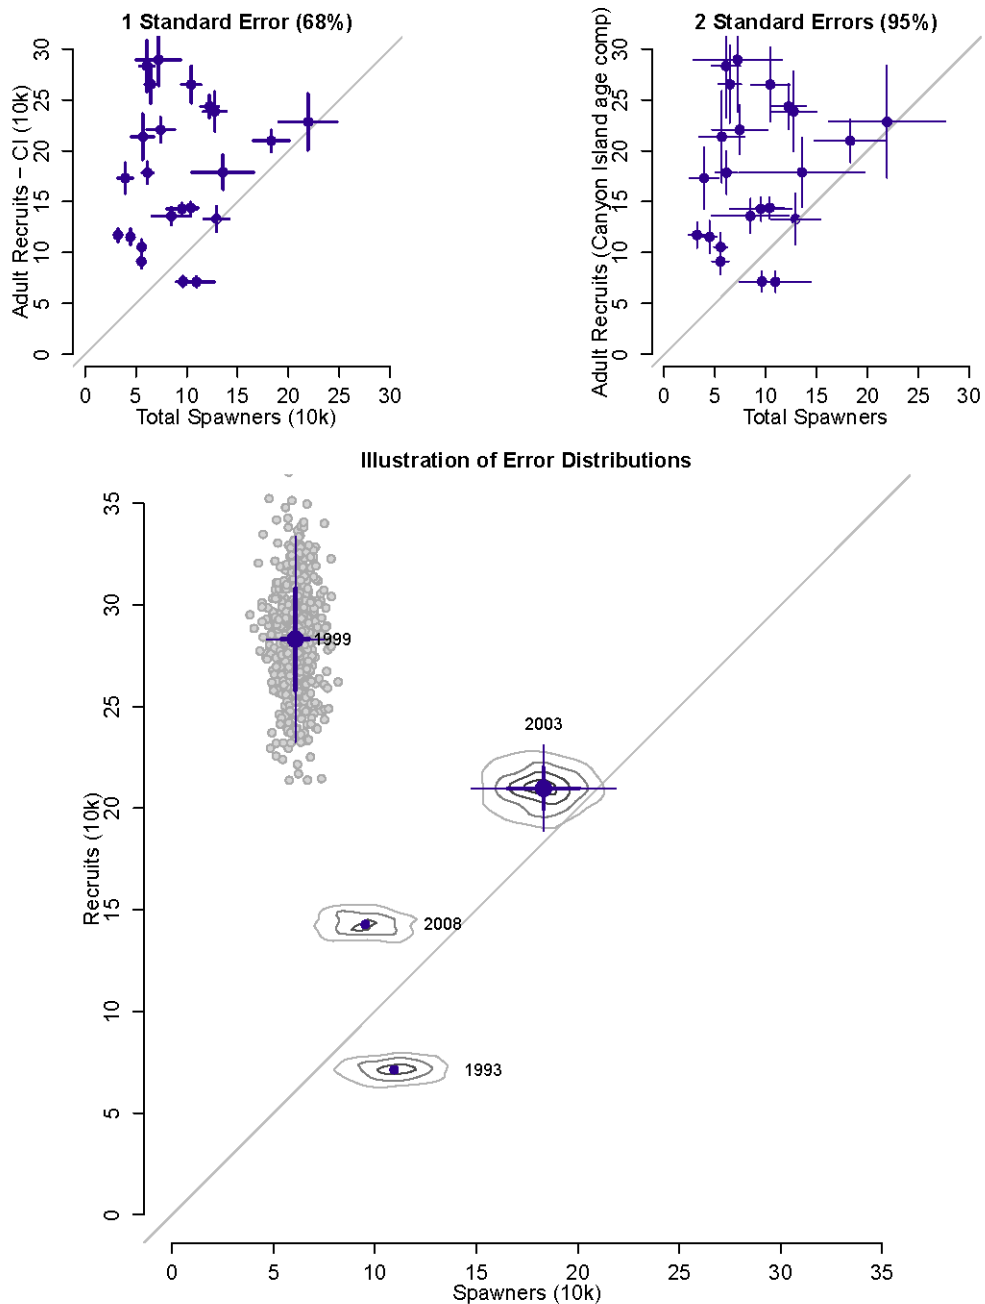 1 Standard Error (68%)
Adult Recruits – CI (10k)
30
25
20
15
10
5
0
0 5 10 15 20 25 30
Total Spawners (10k)
2 Standard Errors (95%)
Adult Recruits (Canyon Island age comp)
30
25
20
15
10
5
0
0 5 10 15 20 25 30
Total Spawners
Illustration of Error Distributions
Recruits (10k)
35
30
25
20
15
10
5
0
1999
2003
2008
1993
0 5 10 15 20 25 30 35
Spawners (10k)